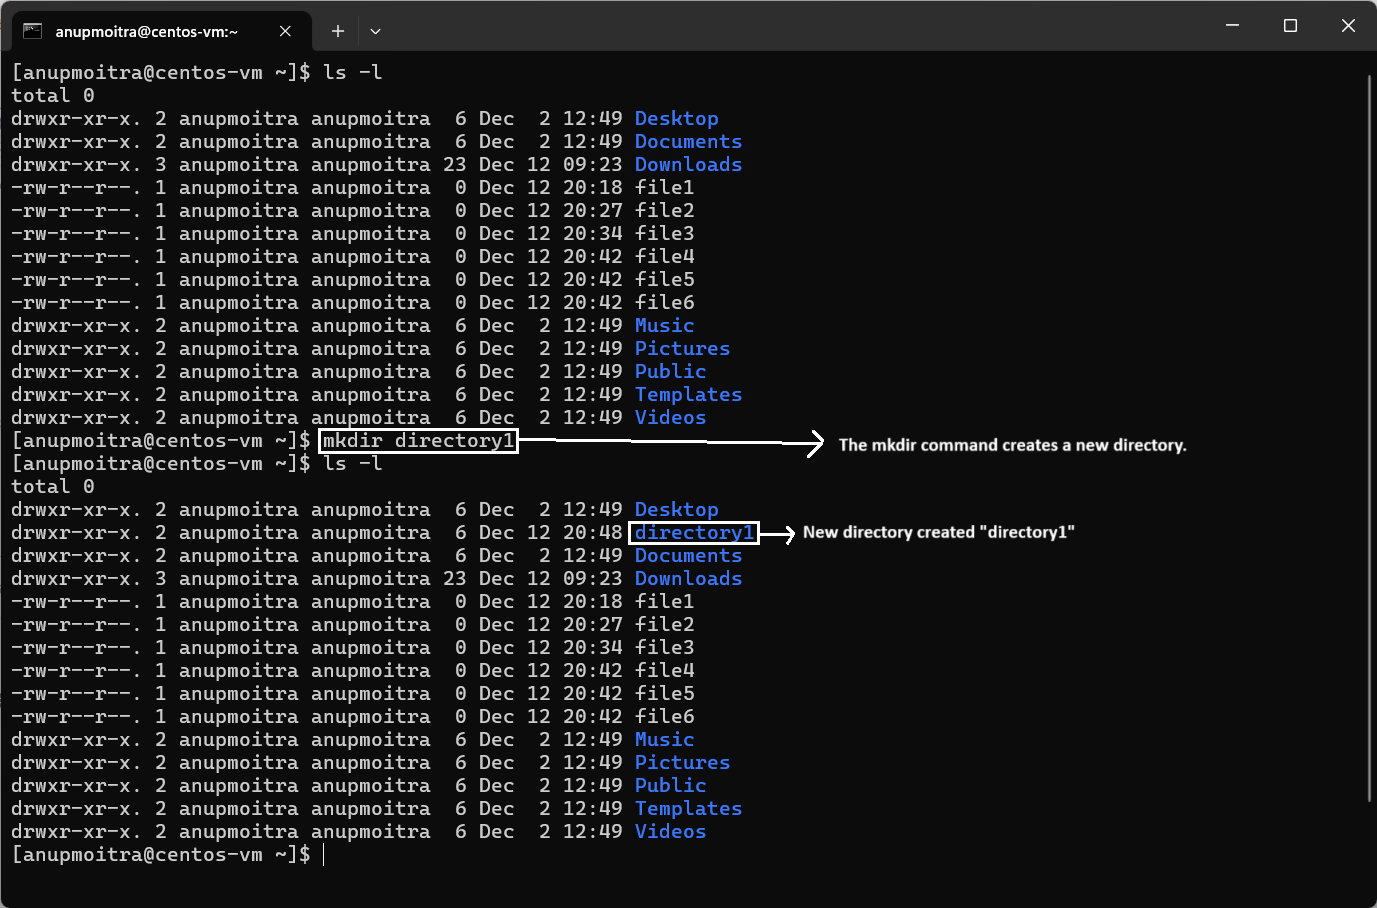 anupmoitra@centos-vm:~
[anupmoitra@centos-vm ~]$ ls -l
total 0
drwxr-xr-x. 2 anupmoitra anupmoitra  6 Dec  2 12:49 Desktop
drwxr-xr-x. 2 anupmoitra anupmoitra  6 Dec  2 12:49 Documents
drwxr-xr-x. 3 anupmoitra anupmoitra 23 Dec 12 09:23 Downloads
-rw-r--r--. 1 anupmoitra anupmoitra  0 Dec 12 20:18 file1
-rw-r--r--. 1 anupmoitra anupmoitra  0 Dec 12 20:27 file2
-rw-r--r--. 1 anupmoitra anupmoitra  0 Dec 12 20:34 file3
-rw-r--r--. 1 anupmoitra anupmoitra  0 Dec 12 20:42 file4
-rw-r--r--. 1 anupmoitra anupmoitra  0 Dec 12 20:42 file5
-rw-r--r--. 1 anupmoitra anupmoitra  0 Dec 12 20:42 file6
drwxr-xr-x. 2 anupmoitra anupmoitra  6 Dec  2 12:49 Music
drwxr-xr-x. 2 anupmoitra anupmoitra  6 Dec  2 12:49 Pictures
drwxr-xr-x. 2 anupmoitra anupmoitra  6 Dec  2 12:49 Public
drwxr-xr-x. 2 anupmoitra anupmoitra  6 Dec  2 12:49 Templates
drwxr-xr-x. 2 anupmoitra anupmoitra  6 Dec  2 12:49 Videos
[anupmoitra@centos-vm ~]$ mkdir directory1 The mkdir command creates a new directory.
[anupmoitra@centos-vm ~]$ ls -l
total 0
drwxr-xr-x. 2 anupmoitra anupmoitra  6 Dec  2 12:49 Desktop
drwxr-xr-x. 2 anupmoitra anupmoitra  6 Dec 12 20:48 directory1 New directory created "directory1"
drwxr-xr-x. 2 anupmoitra anupmoitra  6 Dec  2 12:49 Documents
drwxr-xr-x. 3 anupmoitra anupmoitra 23 Dec 12 09:23 Downloads
-rw-r--r--. 1 anupmoitra anupmoitra  0 Dec 12 20:18 file1
-rw-r--r--. 1 anupmoitra anupmoitra  0 Dec 12 20:27 file2
-rw-r--r--. 1 anupmoitra anupmoitra  0 Dec 12 20:34 file3
-rw-r--r--. 1 anupmoitra anupmoitra  0 Dec 12 20:42 file4
-rw-r--r--. 1 anupmoitra anupmoitra  0 Dec 12 20:42 file5
-rw-r--r--. 1 anupmoitra anupmoitra  0 Dec 12 20:42 file6
drwxr-xr-x. 2 anupmoitra anupmoitra  6 Dec  2 12:49 Music
drwxr-xr-x. 2 anupmoitra anupmoitra  6 Dec  2 12:49 Pictures
drwxr-xr-x. 2 anupmoitra anupmoitra  6 Dec  2 12:49 Public
drwxr-xr-x. 2 anupmoitra anupmoitra  6 Dec  2 12:49 Templates
drwxr-xr-x. 2 anupmoitra anupmoitra  6 Dec  2 12:49 Videos
[anupmoitra@centos-vm ~]$